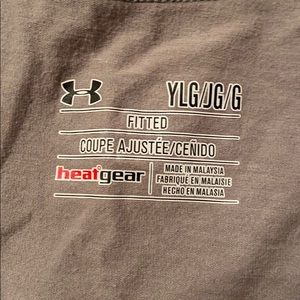 YLG/JG/G
FITTED
COUPE AJUSTÉE/CEÑIDO
heatgear
MADE IN MALAYSIA
FABRIQUÉ EN MALAISIE
HECHO EN MALASIA